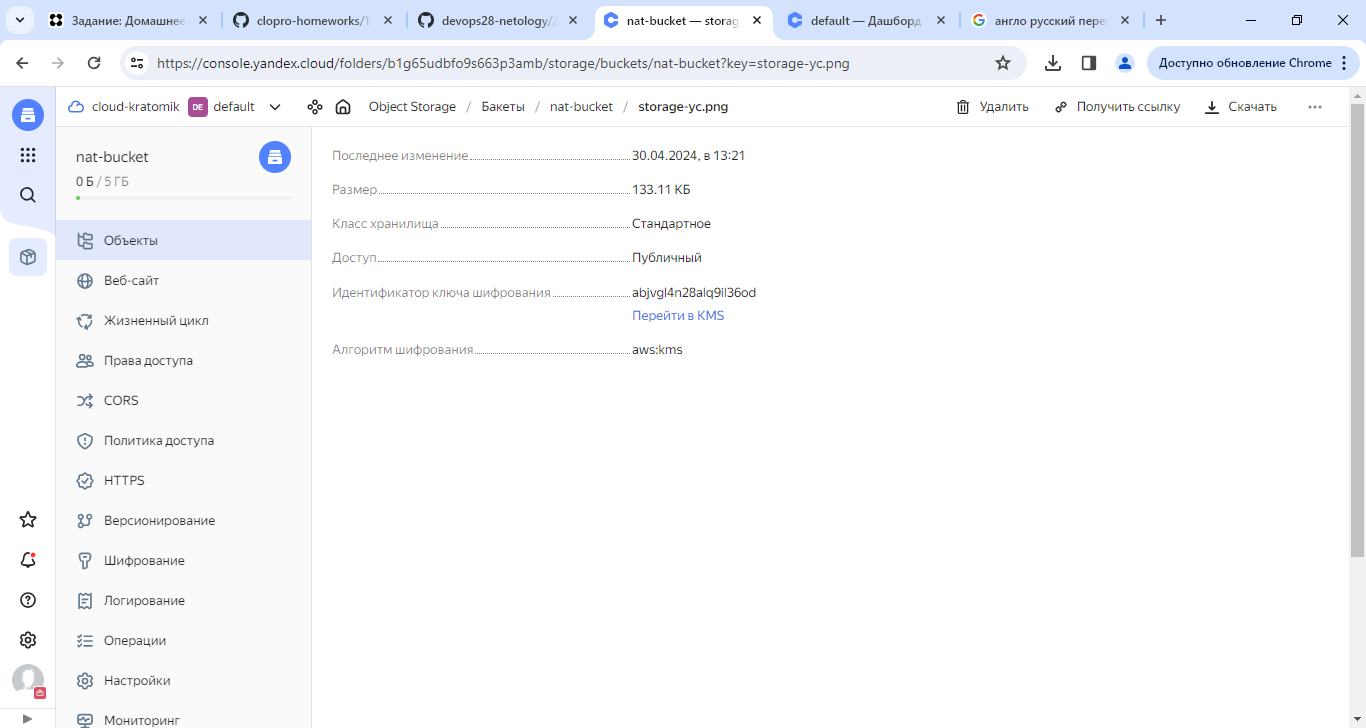 Задание: Домашнее
clopro-homeworks/1
devops28-netology/
nat-bucket — storag
default — Дашборд
англо русский пере
https://console.yandex.cloud/folders/b1g65udbfo9s663p3amb/storage/buckets/nat-bucket?key=storage-yc.png
Доступно обновление Chrome
cloud-kratomik DE default
Object Storage / Бакеты / nat-bucket / storage-yc.png
Удалить
Получить ссылку
Скачать
nat-bucket
0 Б / 5 ГБ
Объекты
Веб-сайт
Жизненный цикл
Права доступа
CORS
Политика доступа
HTTPS
Версионирование
Шифрование
Логирование
Операции
Настройки
Мониторинг
Последнее изменение 30.04.2024, в 13:21
Размер 133.11 КБ
Класс хранилища Стандартное
Доступ Публичный
Идентификатор ключа шифрования abjvgl4n28alq9il36od
Перейти в KMS
Алгоритм шифрования aws:kms